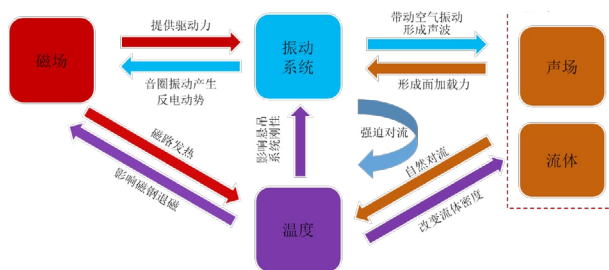 提供驱动力
磁场
音圈振动产生
反电动势
振动
系统
带动空气振动
形成声波
形成面加载力
声场
强迫对流
影响悬吊
系统刚性
磁路发热
影响磁钢退磁
温度
自然对流
改变流体密度
流体